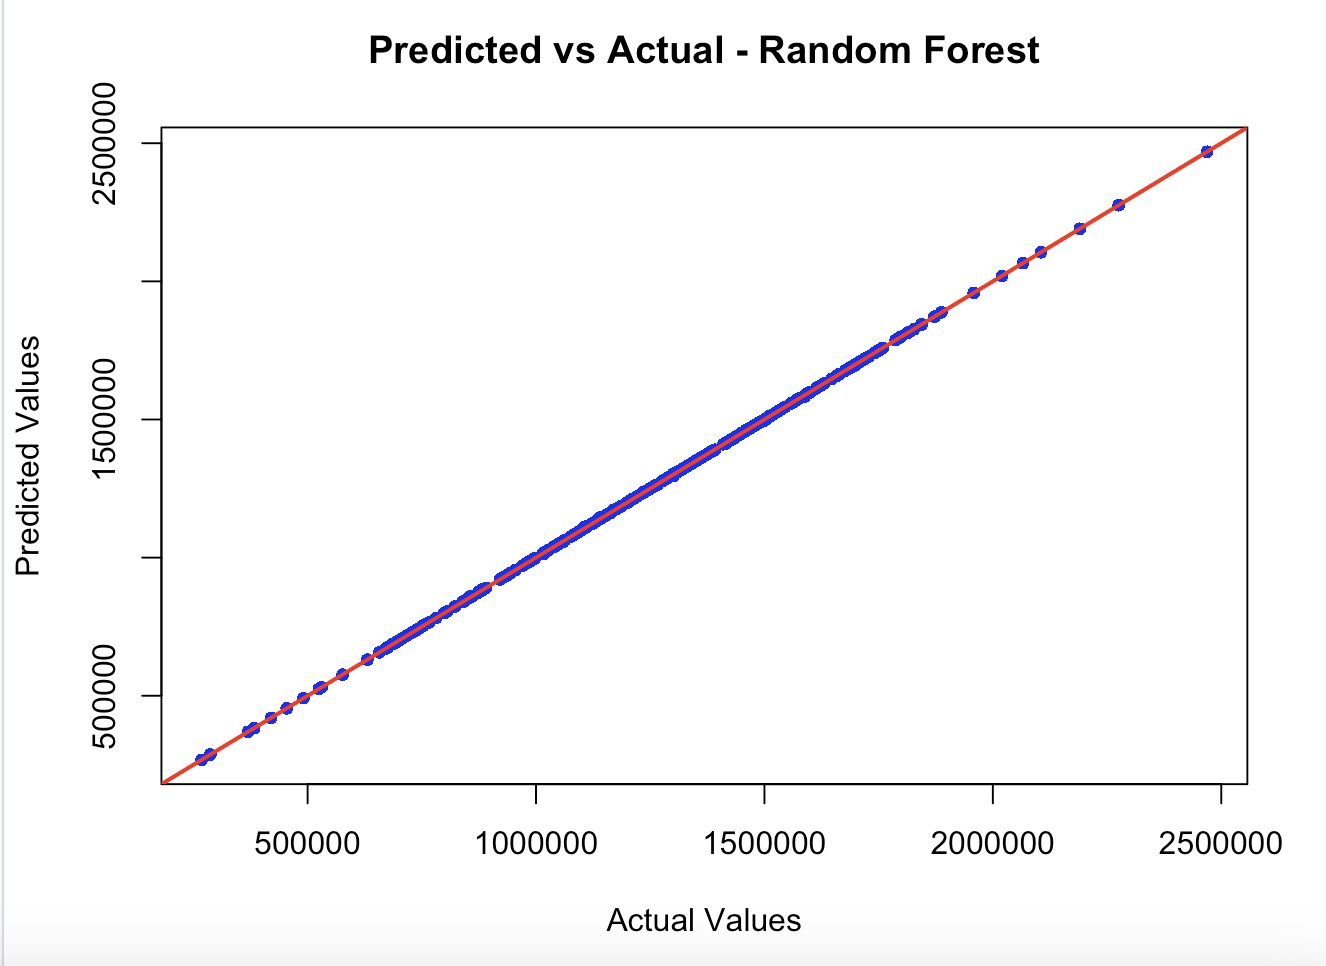 Predicted vs Actual - Random Forest
2500000
1500000
500000
Predicted Values
500000 1000000 1500000 2000000 2500000
Actual Values